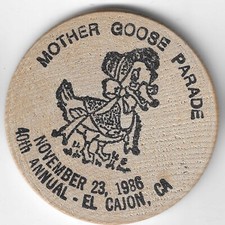 MOTHER GOOSE PARADE
NOVEMBER 23, 1986
40th ANNUAL - EL CAJON, CA